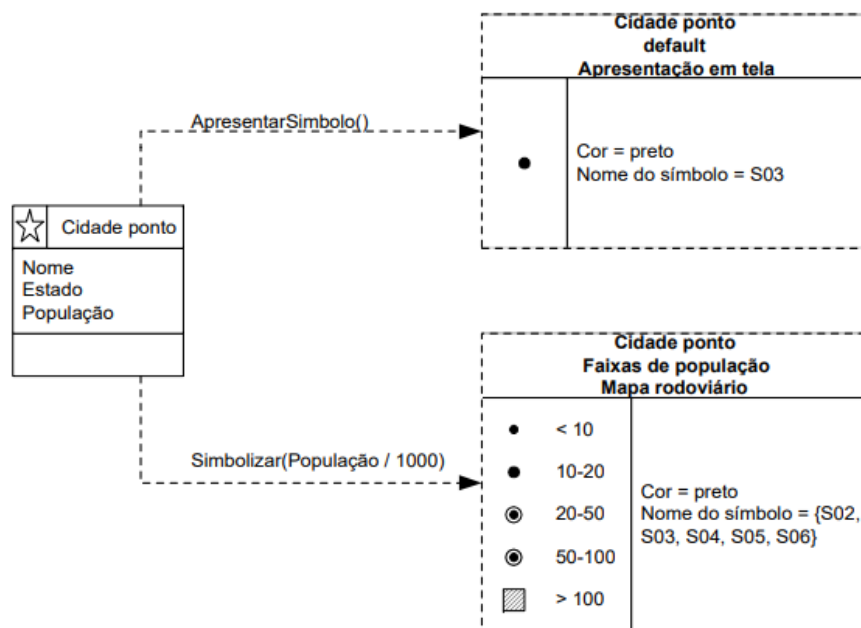 Cidade ponto
default
Apresentação em tela
ApresentarSimbolo()
Cor = preto
Nome do símbolo = S03
Cidade ponto
Nome
Estado
População
Cidade ponto
Faixas de população
Mapa rodoviário
Simbolizar(População / 1000)
< 10
10-20
20-50
50-100
> 100
Cor = preto
Nome do símbolo = {S02,
S03, S04, S05, S06}